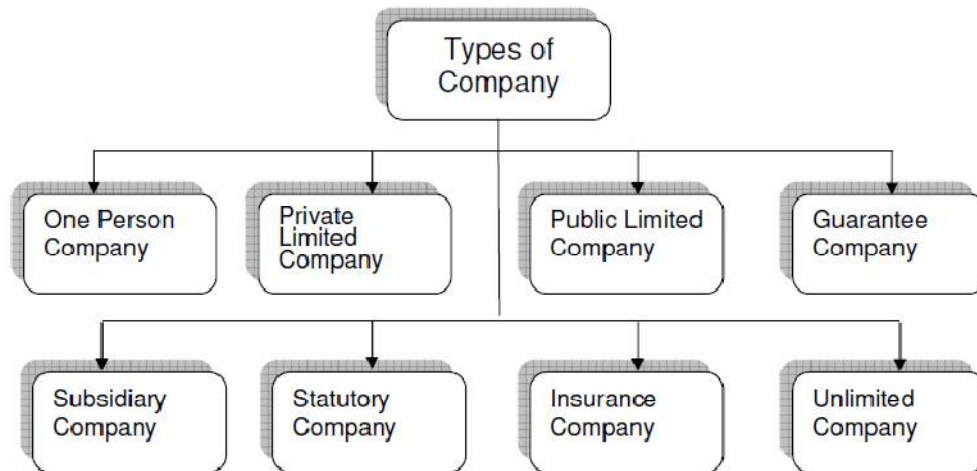 Types of
Company
One Person
Company
Private
Limited
Company
Public Limited
Company
Guarantee
Company
Subsidiary
Company
Statutory
Company
Insurance
Company
Unlimited
Company